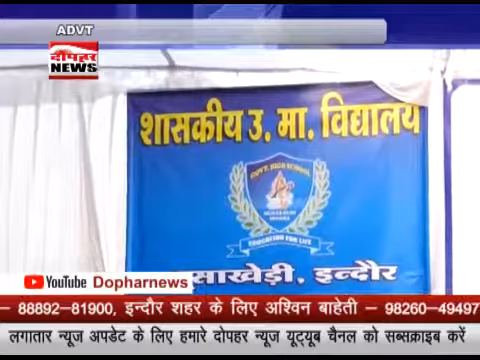 ADVT
दोपहर
NEWS
शासकीय उ. मा. विद्यालय
GOVT. HIGH SCHOOL
EDUCATING FOR LIFE
साखेड़ी, इन्दौर
YouTube Dopharnews
– 88892-81900, इन्दौर शहर के लिए अश्विन बाहेती – 98260-49497
लगातार न्यूज अपडेट के लिए हमारे दोपहर न्यूज यूट्यूब चैनल को सब्सक्राइब करें